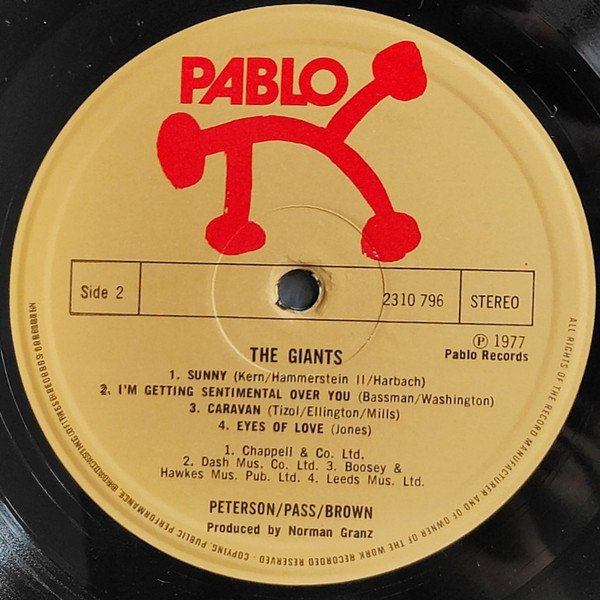 PABLO
Side 2
2310 796
STEREO
Ⓟ 1977
Pablo Records
THE GIANTS
1. SUNNY (Kern/Hammerstein II/Harbach)
2. I'M GETTING SENTIMENTAL OVER YOU (Bassman/Washington)
3. CARAVAN (Tizol/Ellington/Mills)
4. EYES OF LOVE (Jones)
1. Chappell & Co. Ltd.
2. Dash Mus. Co. Ltd. 3. Boosey &
Hawkes Mus. Pub. Ltd. 4. Leeds Mus. Ltd.
PETERSON/PASS/BROWN
Produced by Norman Granz
ALL RIGHTS OF THE RECORD MANUFACTURER AND OF OWNER OF THE WORK RECORDED RESERVED · COPYING, PUBLIC PERFORMANCE